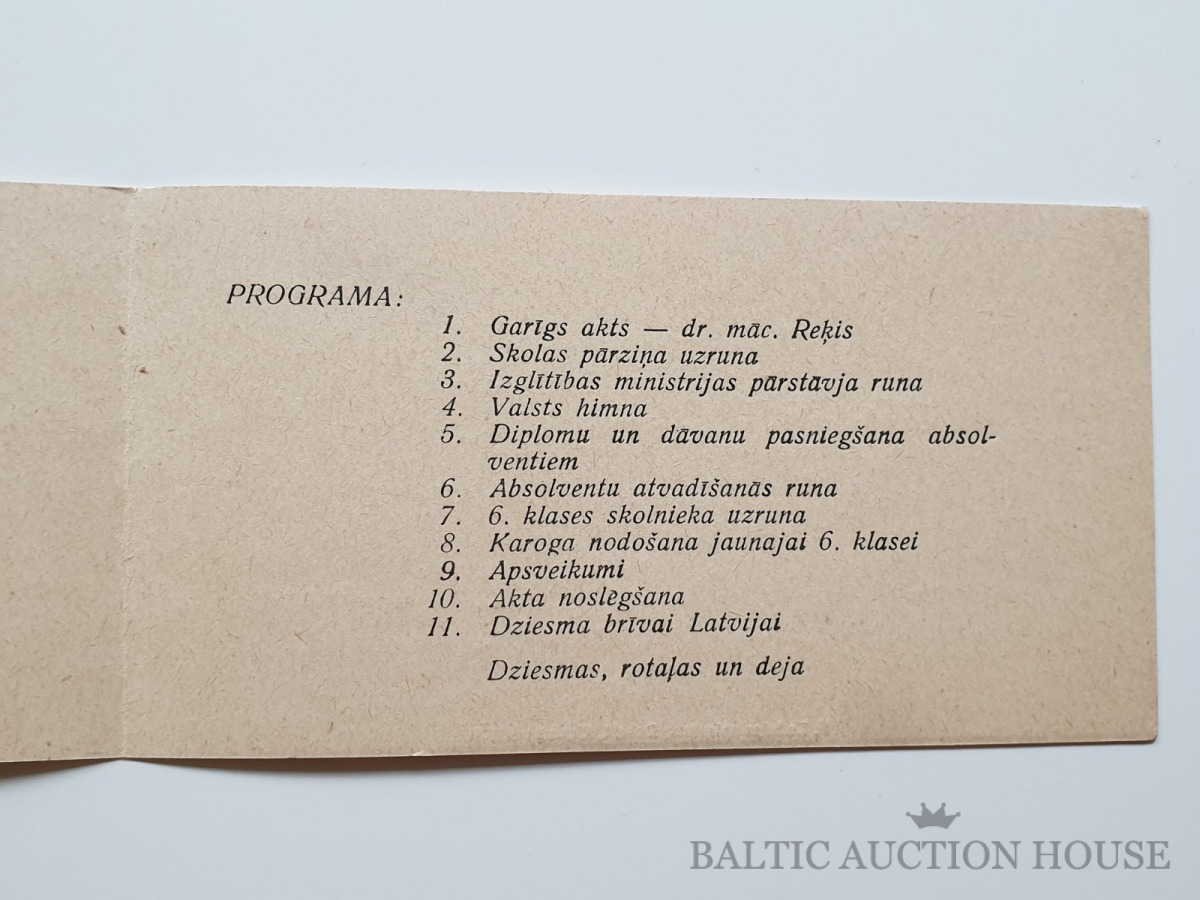 PROGRAMA:
1. Garīgs akts — dr. māc. Reķis
2. Skolas pārziņa uzruna
3. Izglītības ministrijas pārstāvja runa
4. Valsts himna
5. Diplomu un dāvanu pasniegšana absol-
ventiem
6. Absolventu atvadīšanās runa
7. 6. klases skolnieka uzruna
8. Karoga nodošana jaunajai 6. klasei
9. Apsveikumi
10. Akta noslēgšana
11. Dziesma brīvai Latvijai
Dziesmas, rotaļas un deja
BALTIC AUCTION HOUSE